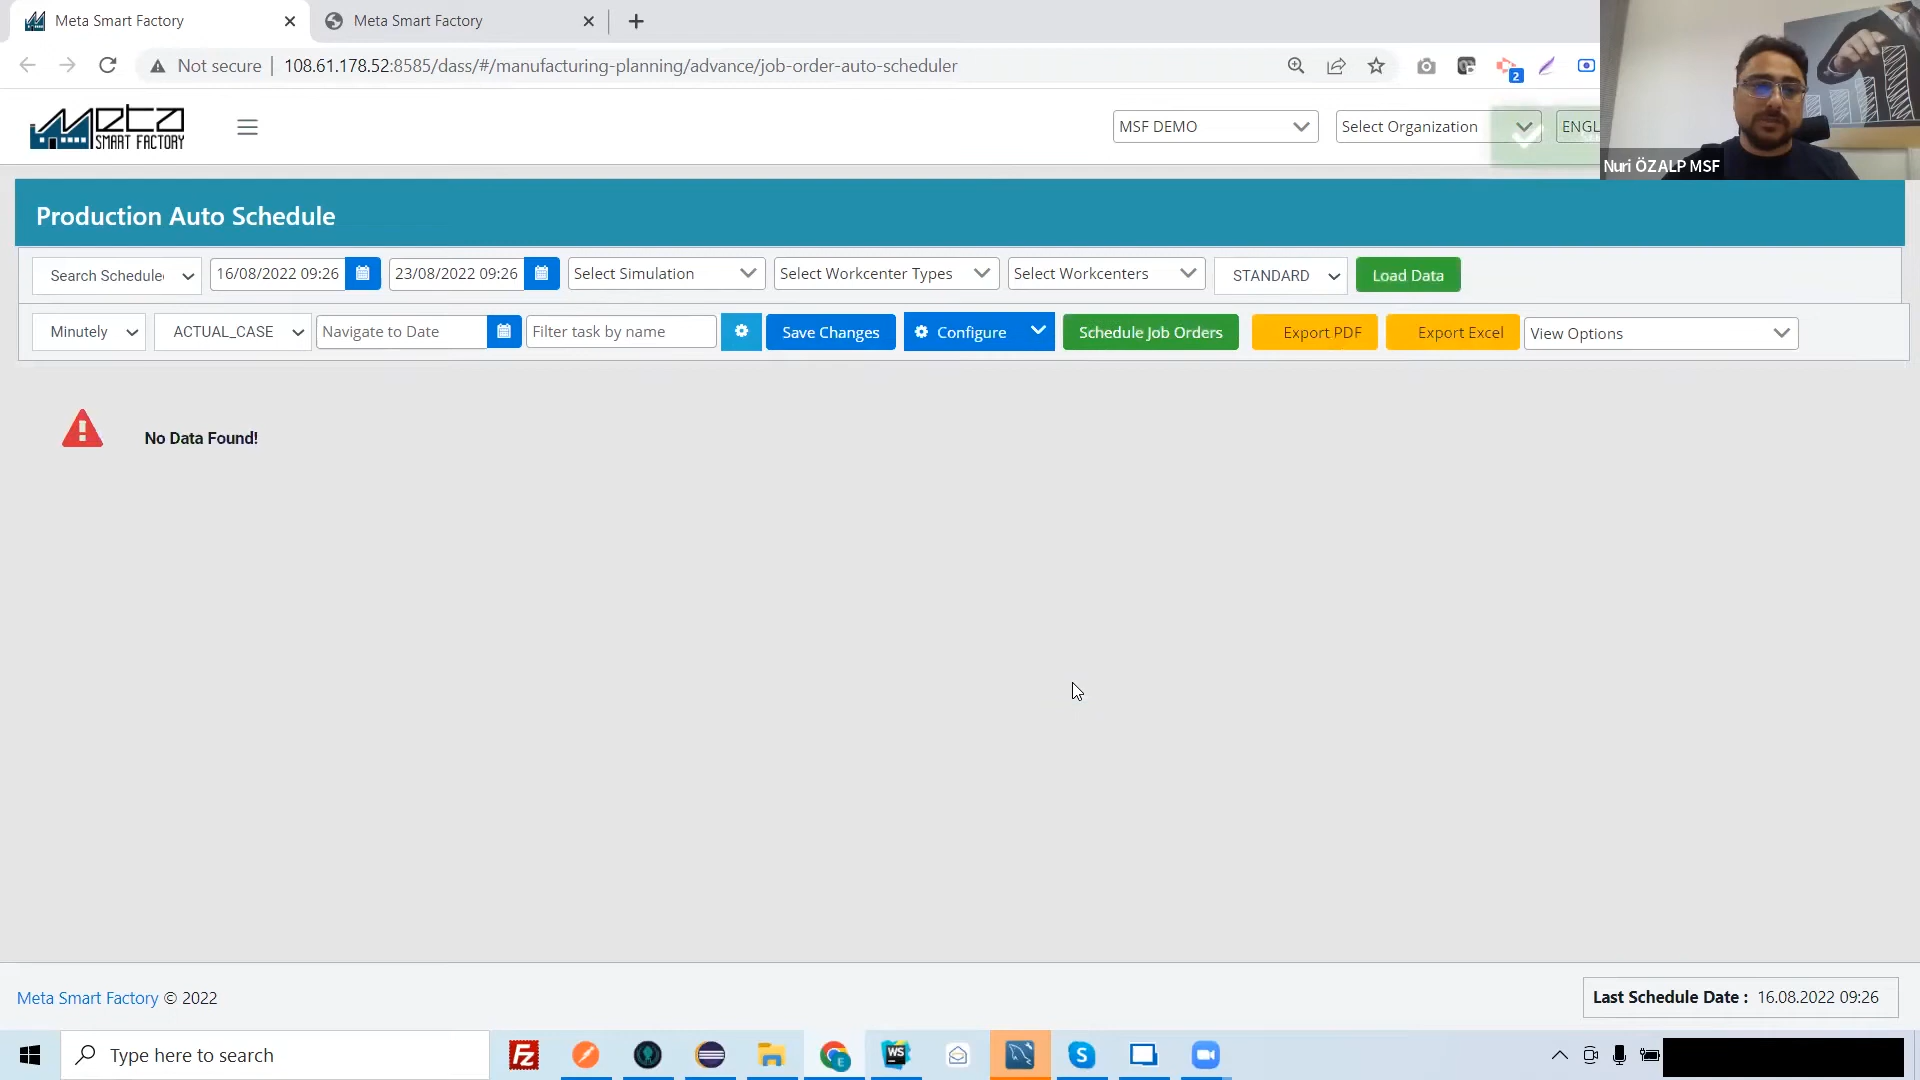 Meta Smart Factory
Meta Smart Factory
Not secure
108.61.178.52:8585/dass/#/manufacturing-planning/advance/job-order-auto-scheduler
2
meta
SMART FACTORY
MSF DEMO
Select Organization
ENGL
Nuri ÖZALP MSF
Production Auto Schedule
Search Schedule
16/08/2022 09:26
23/08/2022 09:26
Select Simulation
Select Workcenter Types
Select Workcenters
STANDARD
Load Data
Minutely
ACTUAL_CASE
Navigate to Date
Filter task by name
Save Changes
Configure
Schedule Job Orders
Export PDF
Export Excel
View Options
No Data Found!
Meta Smart Factory © 2022
Last Schedule Date : 16.08.2022 09:26
Type here to search
FZ
WS
S